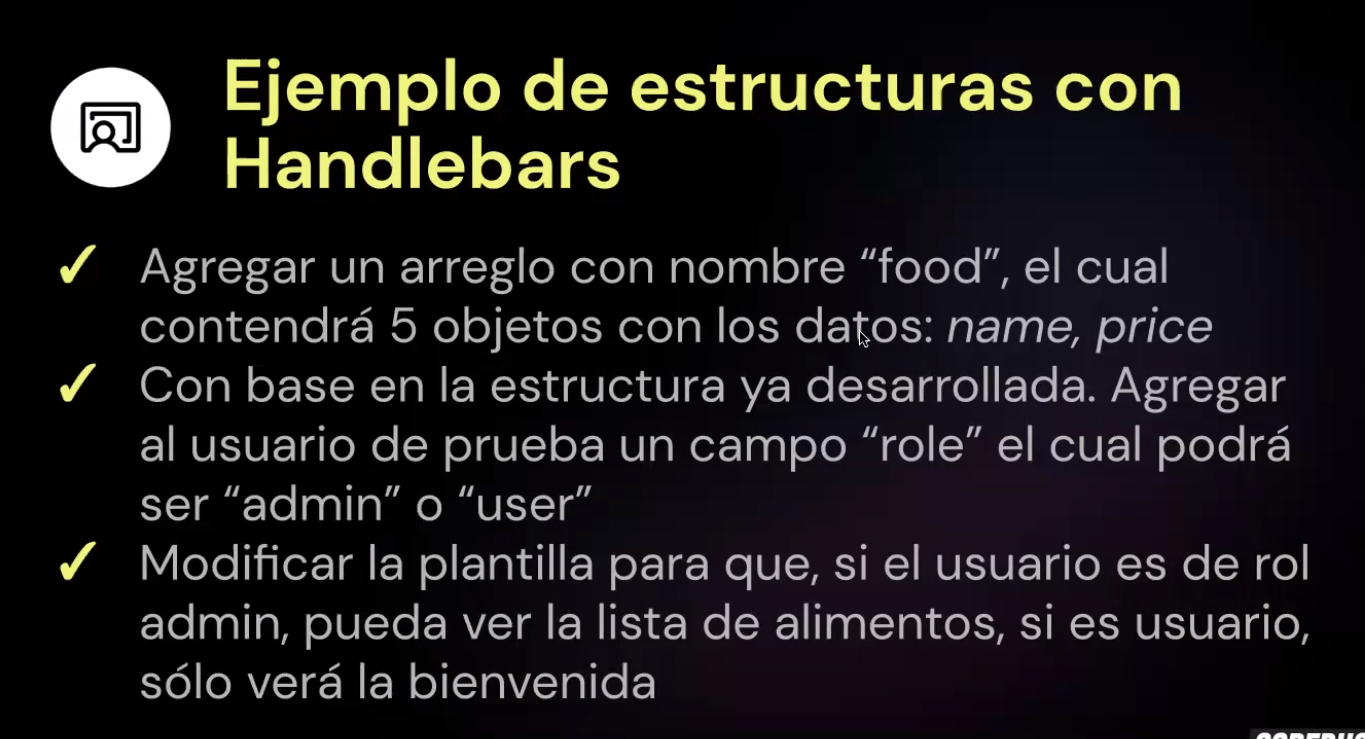 Ejemplo de estructuras con
Handlebars
✓ Agregar un arreglo con nombre “food”, el cual
contendrá 5 objetos con los datos: name, price
✓ Con base en la estructura ya desarrollada. Agregar
al usuario de prueba un campo “role” el cual podrá
ser “admin” o “user”
✓ Modificar la plantilla para que, si el usuario es de rol
admin, pueda ver la lista de alimentos, si es usuario,
sólo verá la bienvenida